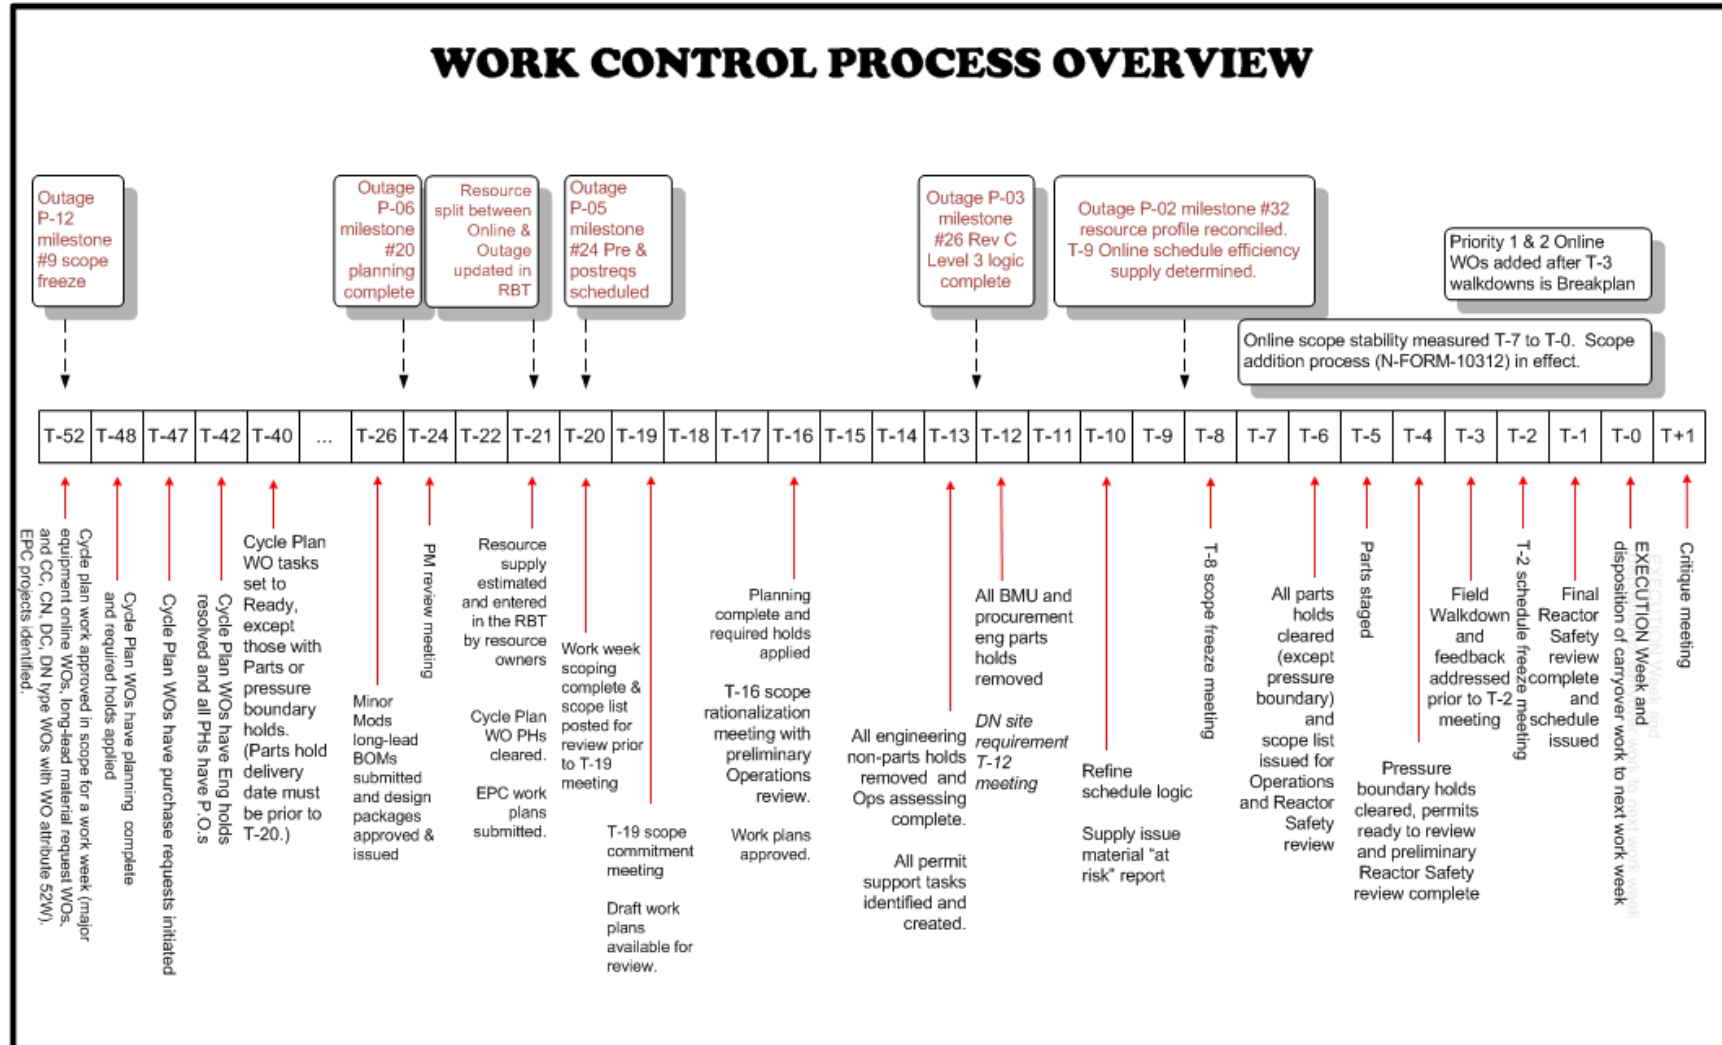 WORK CONTROL PROCESS OVERVIEW
Outage
P-12
milestone
#9 scope
freeze
Outage
P-06
milestone
#20
planning
complete
Resource
split between
Online &
Outage
updated in
RBT
Outage
P-05
milestone
#24 Pre &
postreqs
scheduled
Outage P-03
milestone
#26 Rev C
Level 3 logic
complete
Outage P-02 milestone #32
resource profile reconciled.
T-9 Online schedule efficiency
supply determined.
Priority 1 & 2 Online
WOs added after T-3
walkdowns is Breakplan
Online scope stability measured T-7 to T-0. Scope
addition process (N-FORM-10312) in effect.
T-52 T-48 T-47 T-42 T-40 ... T-26 T-24 T-22 T-21 T-20 T-19 T-18 T-17 T-16 T-15 T-14 T-13 T-12 T-11 T-10 T-9 T-8 T-7 T-6 T-5 T-4 T-3 T-2 T-1 T-0 T+1
Cycle plan work approved in scope for a work week (major
equipment online WOs, long-lead material request WOs,
and CC, CN, DC, DN type WOs with WO attribute 52W).
EPC projects identified.
Cycle Plan WOs have planning complete
and required holds applied
Cycle Plan WOs have purchase requests initiated
Cycle Plan WOs have Eng holds
resolved and all PHs have P.O.s
Cycle Plan
WO tasks
set to
Ready,
except
those with
Parts or
pressure
boundary
holds.
(Parts hold
delivery
date must
be prior to
T-20.)
Minor
Mods
long-lead
BOMs
submitted
and design
packages
approved &
issued
PM review meeting
Resource
supply
estimated
and entered
in the RBT
by resource
owners
Cycle Plan
WO PHs
cleared.
EPC work
plans
submitted.
Work week
scoping
complete &
scope list
posted for
review prior
to T-19
meeting
T-19 scope
commitment
meeting
Draft work
plans
available for
review.
Planning
complete and
required holds
applied
T-16 scope
rationalization
meeting with
preliminary
Operations
review.
Work plans
approved.
All engineering
non-parts holds
removed and
Ops assessing
complete.
All permit
support tasks
identified and
created.
All BMU and
procurement
eng parts
holds
removed
DN site
requirement
T-12
meeting
Refine
schedule logic
Supply issue
material "at
risk" report
T-8 scope freeze meeting
All parts
holds
cleared
(except
pressure
boundary)
and
scope list
issued for
Operations
and Reactor
Safety
review
Parts staged
Pressure
boundary holds
cleared, permits
ready to review
and preliminary
Reactor Safety
review complete
Field
Walkdown
and
feedback
addressed
prior to T-2
meeting
T-2 schedule freeze meeting
Final
Reactor
Safety
review
complete
and
schedule
issued
EXECUTION Week and
disposition of carryover work to next work week
Critique meeting